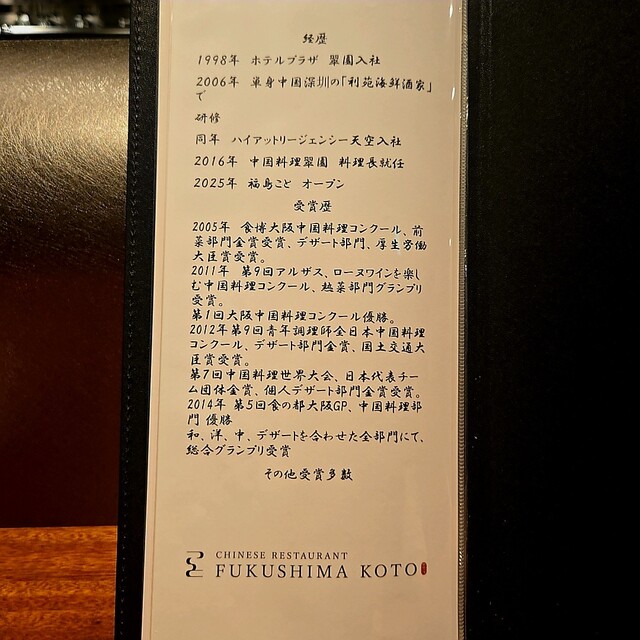 経歴
1998年 ホテルプラザ 翠園入社
2006年 単身中国深圳の「利苑海鮮酒家」
で
研修
同年 ハイアットリージェンシー天空入社
2016年 中国料理翠園 料理長就任
2025年 福島こと オープン
受賞歴
2005年 食博大阪中国料理コンクール、前
菜部門金賞受賞、デザート部門、厚生労働
大臣賞受賞。
2011年 第9回アルザス、ローヌワインを楽し
む中国料理コンクール、熱菜部門グランプリ
受賞。
第1回大阪中国料理コンクール優勝。
2012年第9回青年調理師全日本中国料理
コンクール、デザート部門金賞、国土交通大
臣賞受賞。
第7回中国料理世界大会、日本代表チー
ム団体金賞、個人デザート部門金賞受賞。
2014年 第5回食の都大阪GP、中国料理部
門 優勝
和、洋、中、デザートを合わせた全部門にて、
総合グランプリ受賞
その他受賞多数
CHINESE RESTAURANT
FUKUSHIMA KOTO